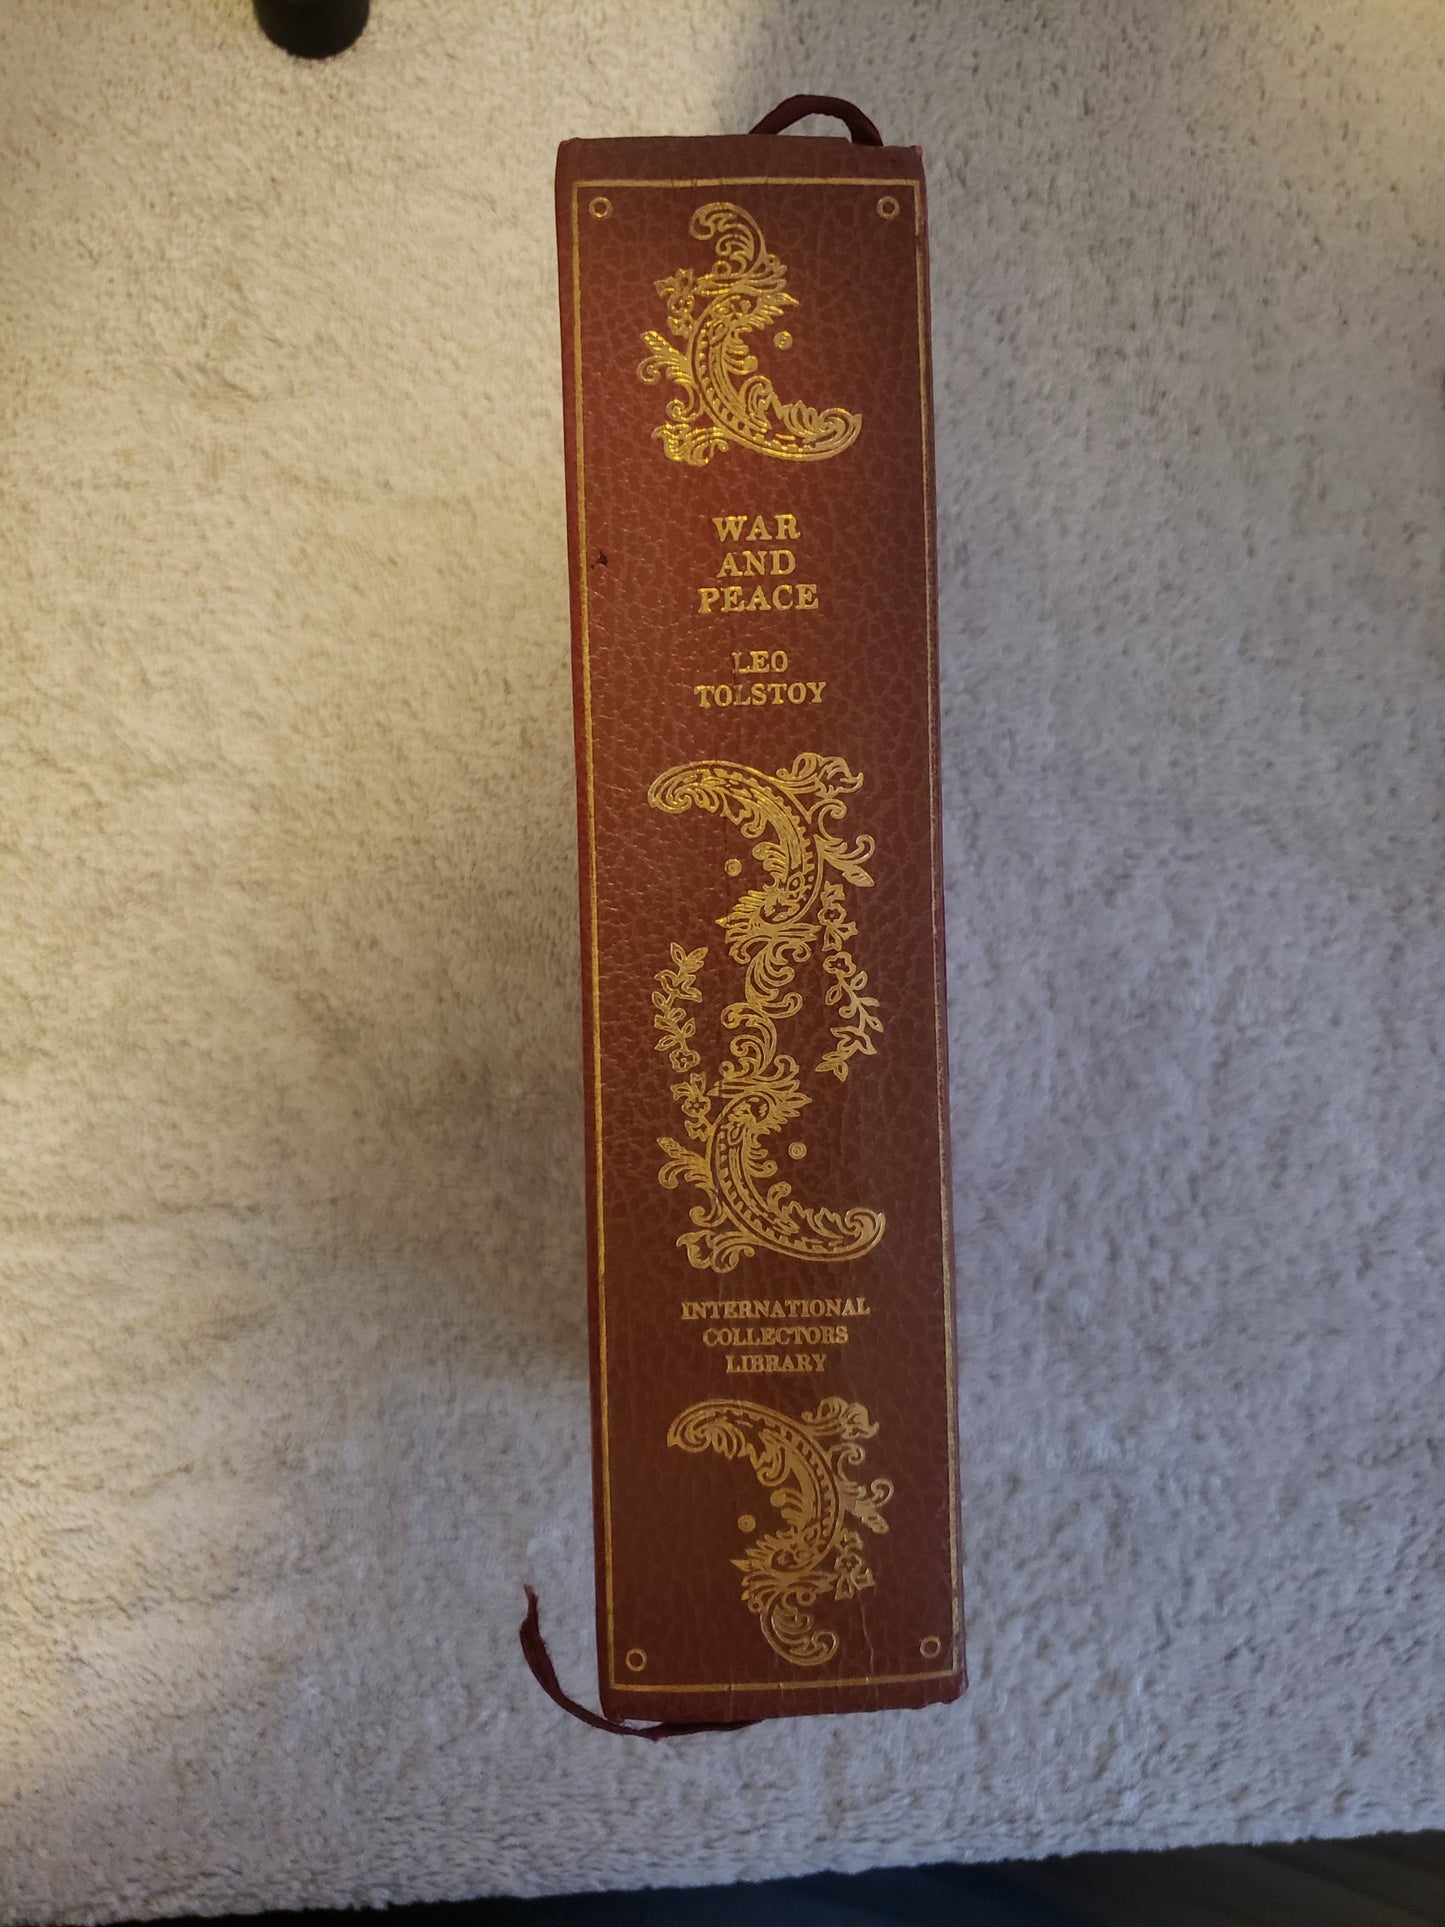 WAR
AND
PEACE
LEO
TOLSTOY
INTERNATIONAL
COLLECTORS
LIBRARY